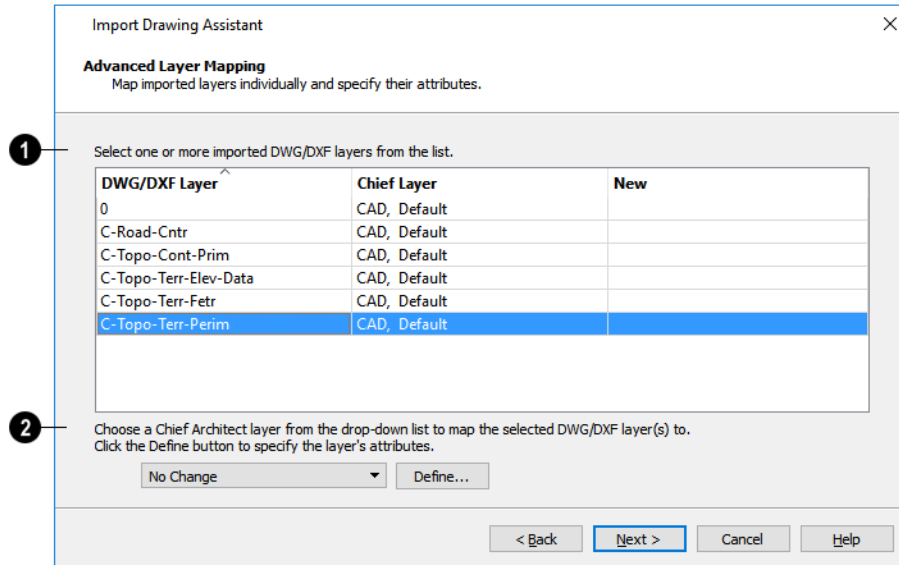 Import Drawing Assistant
Advanced Layer Mapping
Map imported layers individually and specify their attributes.
1
Select one or more imported DWG/DXF layers from the list.
DWG/DXF Layer Chief Layer New
0 CAD, Default
C-Road-Cntr CAD, Default
C-Topo-Cont-Prim CAD, Default
C-Topo-Terr-Elev-Data CAD, Default
C-Topo-Terr-Fetr CAD, Default
C-Topo-Terr-Perim CAD, Default
2
Choose a Chief Architect layer from the drop-down list to map the selected DWG/DXF layer(s) to.
Click the Define button to specify the layer's attributes.
No Change Define...
< Back Next > Cancel Help